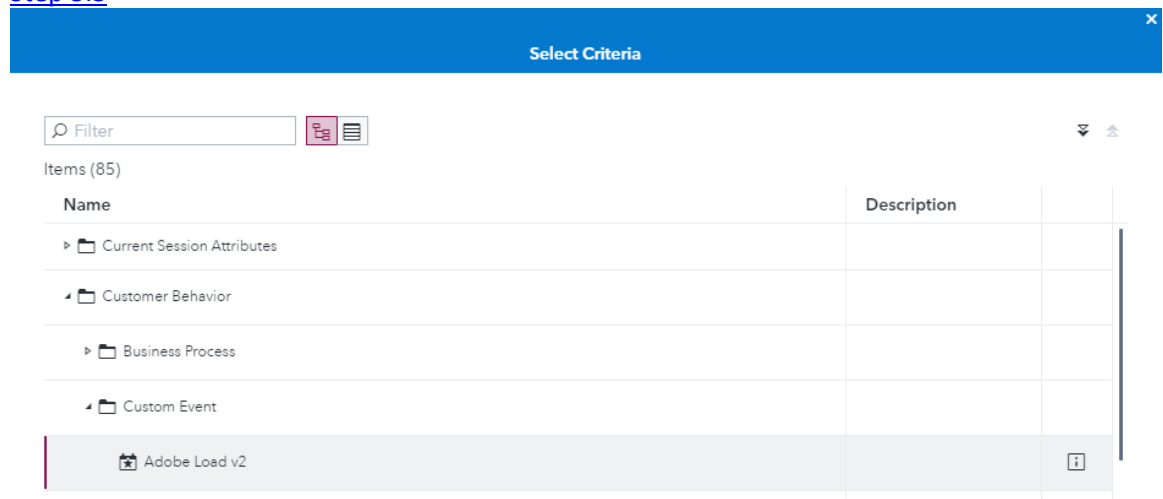 Select Criteria
Filter
Items (85)
Name Description
Current Session Attributes
Customer Behavior
Business Process
Custom Event
Adobe Load v2